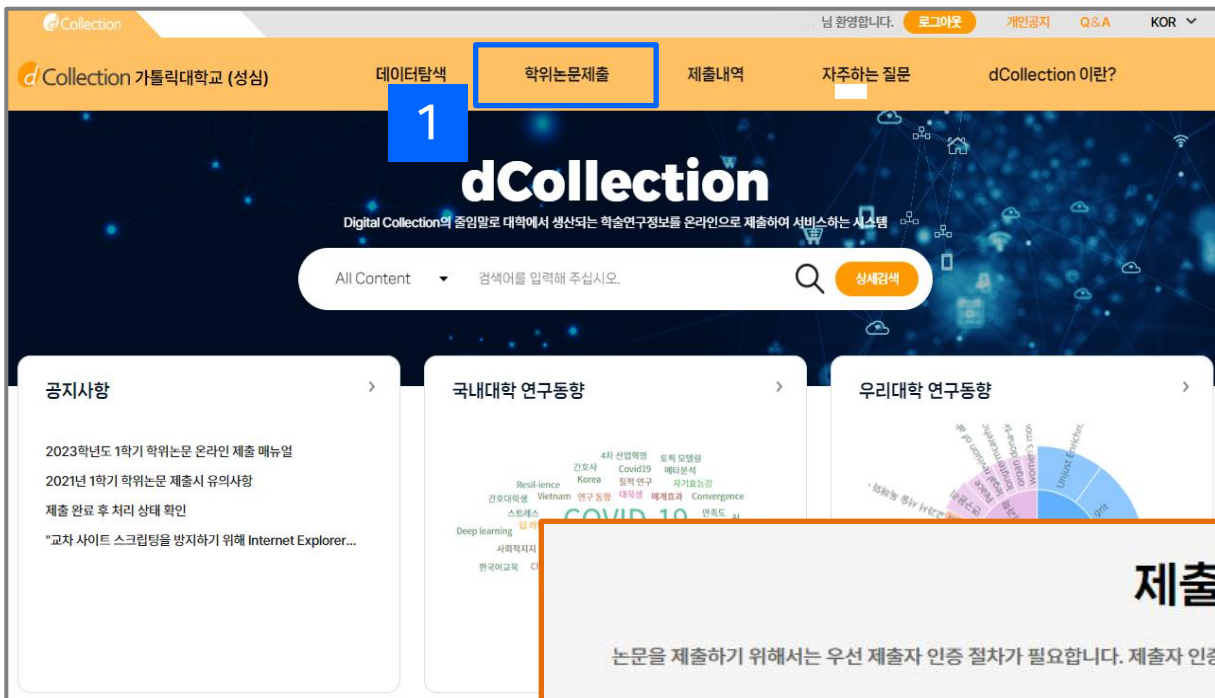 dCollection
님 환영합니다. 로그아웃 개인공지 Q&A KOR
dCollection 가톨릭대학교 (성심) 데이터탐색 학위논문제출 제출내역 자주하는 질문 dCollection 이란?
1
dCollection
Digital Collection의 줄임말로 대학에서 생산되는 학술연구정보를 온라인으로 제출하여 서비스하는 시스템
All Content 검색어를 입력해 주십시오. 상세검색
공지사항
2023학년도 1학기 학위논문 온라인 제출 매뉴얼
2021년 1학기 학위논문 제출시 유의사항
제출 완료 후 처리 상태 확인
"교차 사이트 스크립팅을 방지하기 위해 Internet Explorer...
국내대학 연구동향
4차 산업혁명 토픽 모델링
간호사 Covid19 메타분석
Resil-ience Korea 질적 연구 자기효능감
간호대학생 Vietnam 연구 동향 대학생 매개효과 Convergence
스트레스 COVID-19 만족도 AI
Deep learning
사회적지지
한국어교육
우리대학 연구동향
women's
organ dona-
longterm
legal revision
Peace
Unjust Enrichm
grit
제출
논문을 제출하기 위해서는 우선 제출자 인증 절차가 필요합니다. 제출자 인증